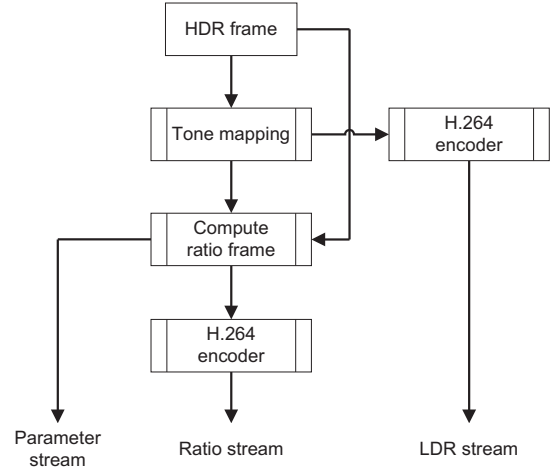 HDR frame
Tone mapping
H.264
encoder
Compute
ratio frame
H.264
encoder
Parameter
stream
Ratio stream
LDR stream